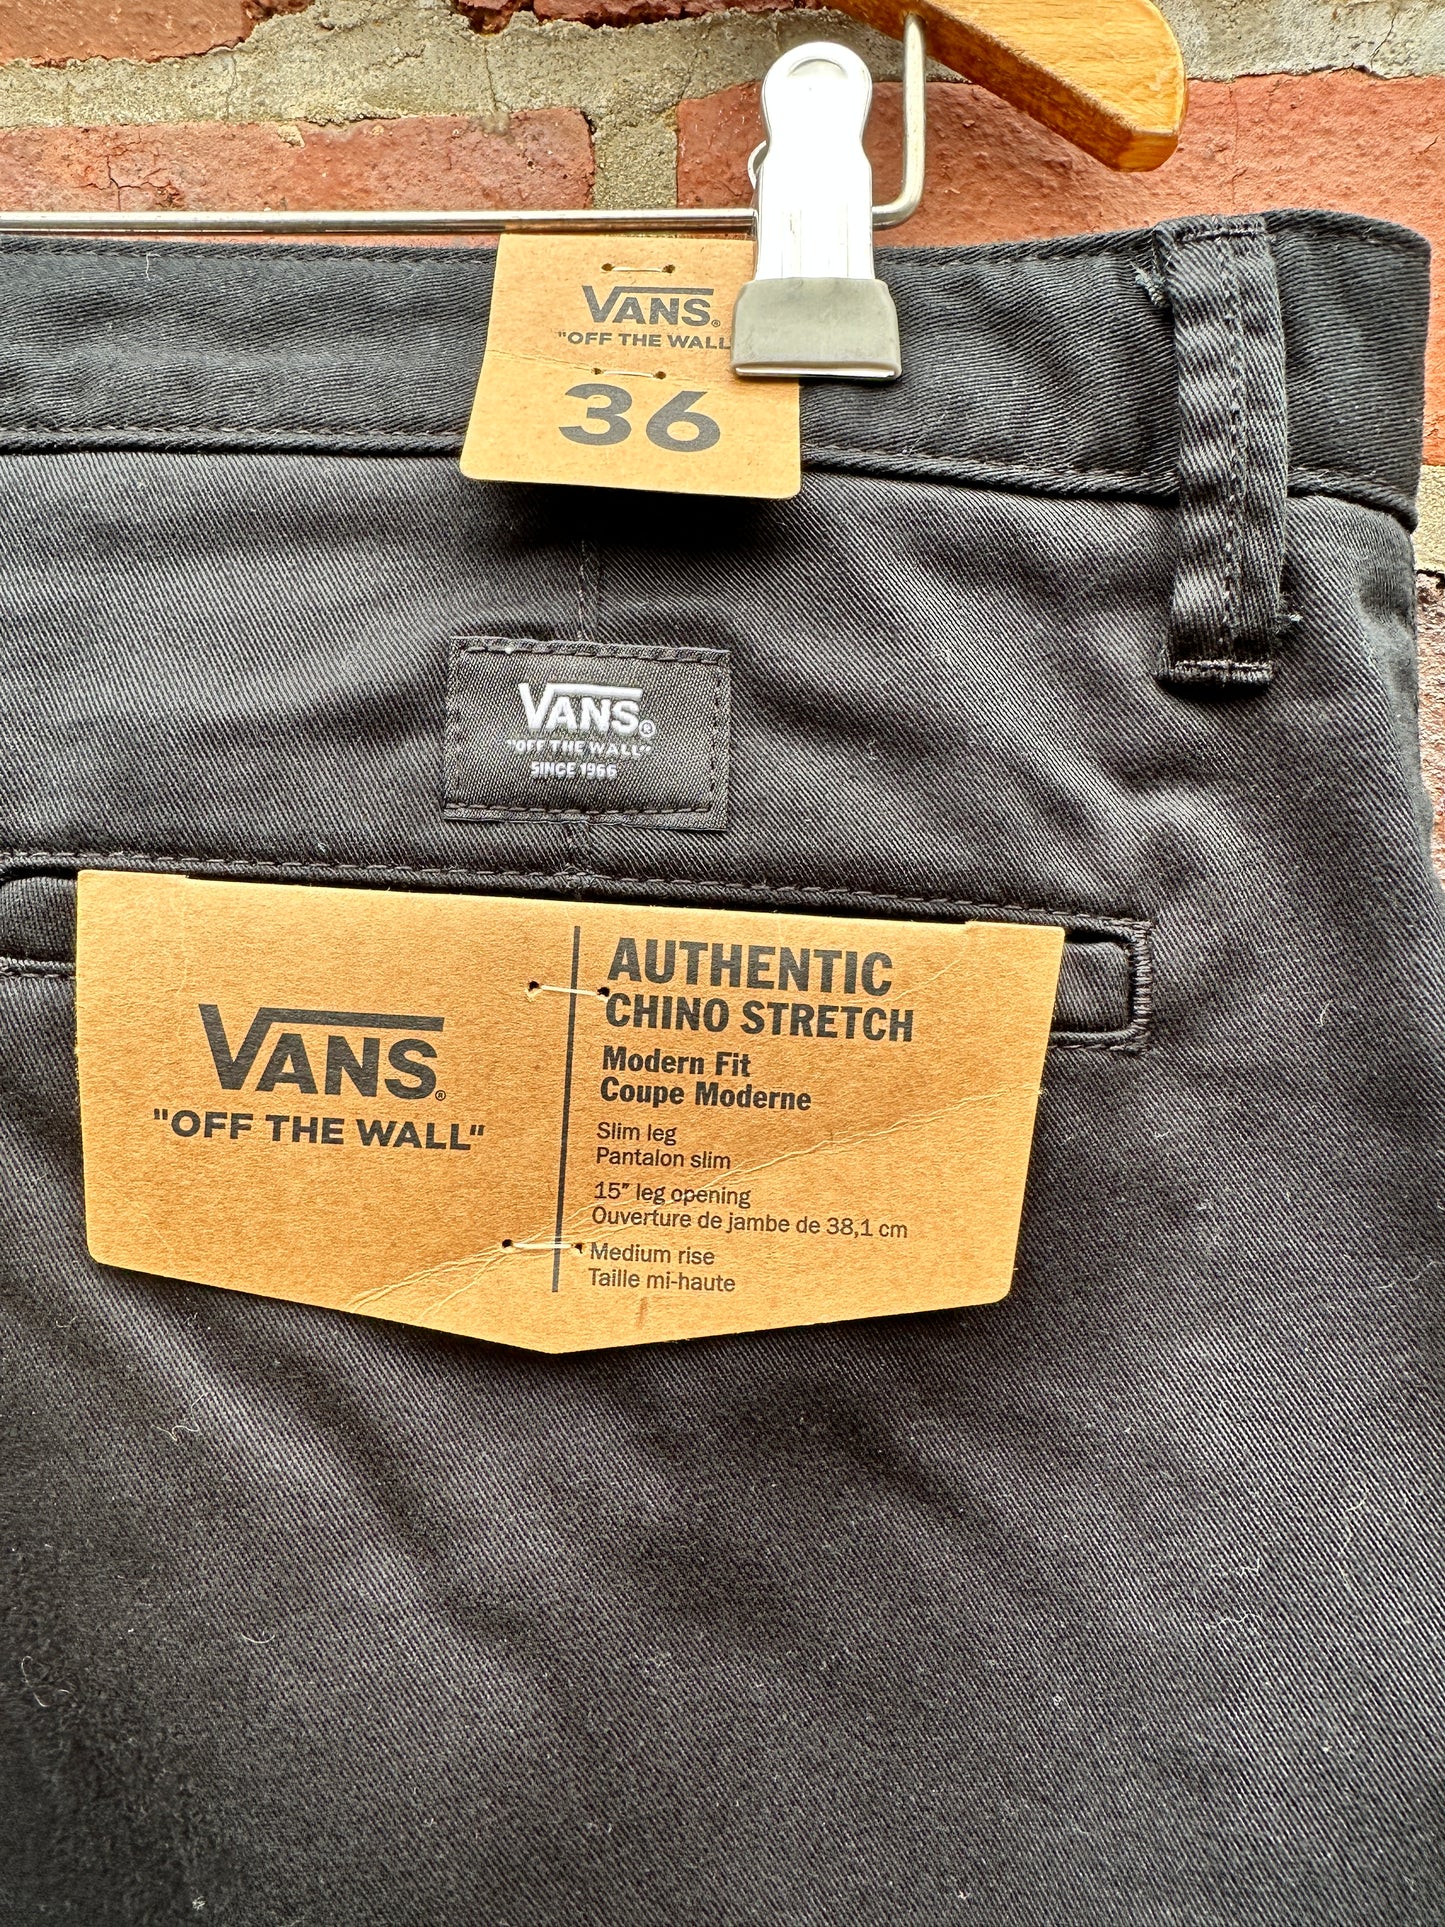 VANS®
"OFF THE WALL
36
VANS®
"OFF THE WALL"
SINCE 1966
VANS®
"OFF THE WALL"
AUTHENTIC
CHINO STRETCH
Modern Fit
Coupe Moderne
Slim leg
Pantalon slim
15" leg opening
Ouverture de jambe de 38,1 cm
Medium rise
Taille mi-haute